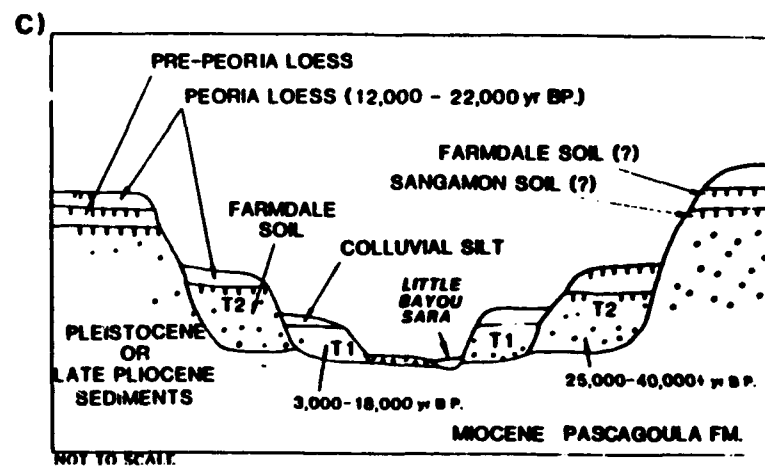 C)
PRE-PEORIA LOESS
PEORIA LOESS (12,000 - 22,000 yr BP.)
FARMDALE SOIL (?)
SANGAMON SOIL (?)
FARMDALE
SOIL
COLLUVIAL SILT
LITTLE
BAYOU
SARA
T2
T1
T1
T2
PLEISTOCENE
OR
LATE PLIOCENE
SEDIMENTS
3,000-18,000 yr B P.
25,000-40,000+ yr B P.
MIOCENE PASCAGOULA FM.
NOT TO SCALE.